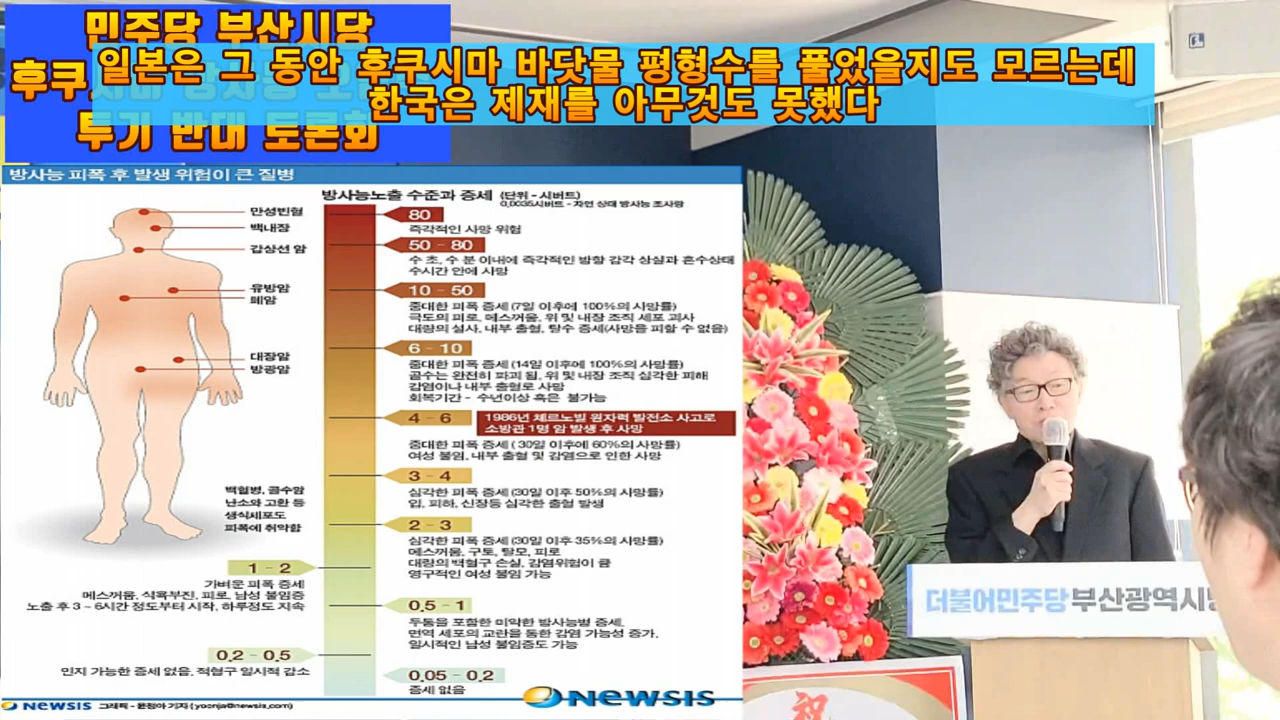 민주당 부산시당
일본은 그 동안 후쿠시마 바닷물 평형수를 풀었을지도 모르는데
후쿠
한국은 제재를 아무것도 못했다
투기 반대 토론회
방사능 피폭 후 발생 위험이 큰 질병
방사능노출 수준과 증세 (단위 - 시버트)
0.0035시버트 - 자연 상태 방사능 조사량
만성빈혈
백내장
갑상선 암
유방암
폐암
대장암
방광암
백혈병, 골수암
난소와 고환 등
생식세포도
피폭에 취약함
80
즉각적인 사망 위험
50 - 80
수 초, 수 분 이내에 즉각적인 방향 감각 상실과 혼수상태
수시간 안에 사망
10 - 50
중대한 피폭 증세 (7일 이후에 100%의 사망률)
극도의 피로, 메스꺼움, 위 및 내장 조직 세포 괴사
대량의 설사, 내부 출혈, 탈수 증세(사망을 피할 수 없음)
6 - 10
중대한 피폭 증세 (14일 이후에 100%의 사망률)
골수는 완전히 파괴 됨, 위 및 내장 조직 심각한 피해
감염이나 내부 출혈로 사망
회복기간 - 수년이상 혹은 불가능
4 - 6
1986년 체르노빌 원자력 발전소 사고로
소방관 1명 암 발생 후 사망
중대한 피폭 증세 ( 30일 이후에 60%의 사망률)
여성 불임, 내부 출혈 및 감염으로 인한 사망
3 - 4
심각한 피폭 증세 (30일 이후 50%의 사망률)
입, 피하, 신장등 심각한 출혈 발생
2 - 3
심각한 피폭 증세 (30일 이후 35%의 사망률)
메스꺼움, 구토, 탈모, 피로
대량의 백혈구 손실, 감염위험이 큼
영구적인 여성 불임 가능
1 - 2
가벼운 피폭 증세
메스꺼움, 식욕부진, 피로, 남성 불임증
노출 후 3 ~ 6시간 정도부터 시작, 하루정도 지속
0.5 - 1
두통을 포함한 미약한 방사능병 증세,
면역 세포의 교란을 통한 감염 가능성 증가,
일시적인 남성 불임증도 가능
0.2 - 0.5
인지 가능한 증세 없음, 적혈구 일시적 감소
0.05 - 0.2
증세 없음
NEWSIS 그래픽 - 윤정아 기자 ( yoonja@newsis.com)
NEWSIS
더불어민주당 부산광역시당
祝